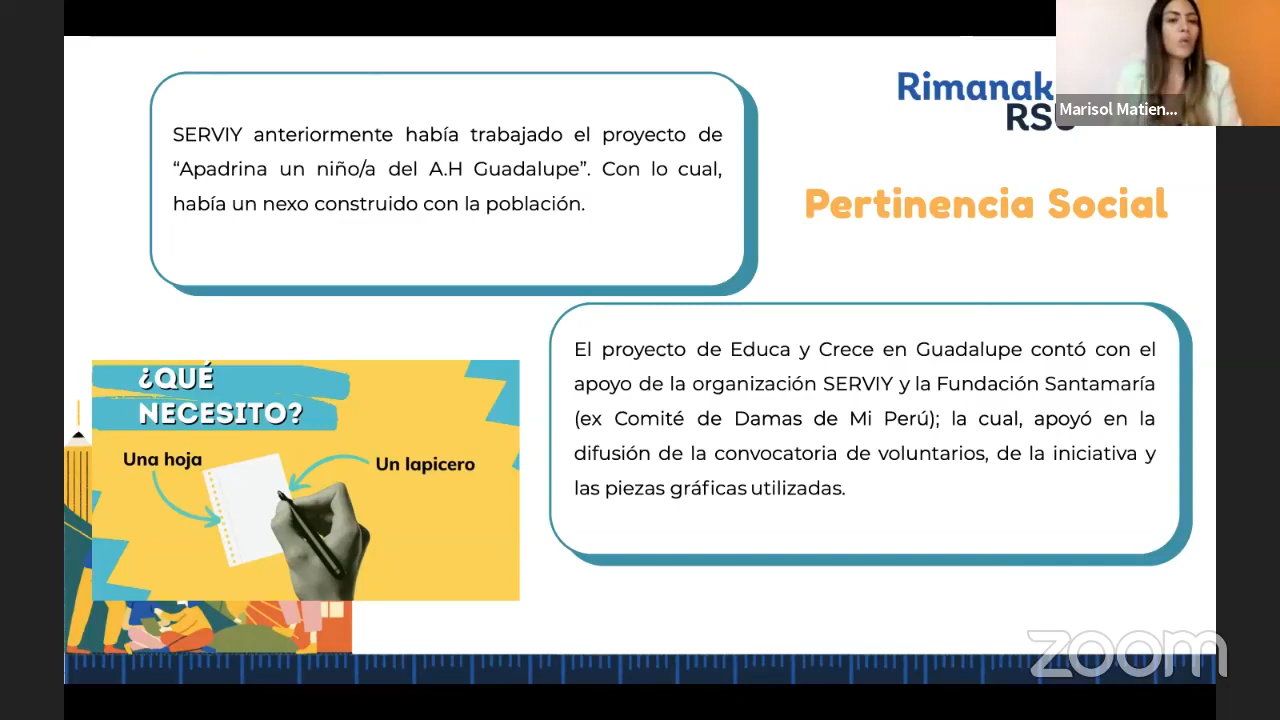 SERVIY anteriormente había trabajado el proyecto de
“Apadrina un niño/a del A.H Guadalupe”. Con lo cual,
había un nexo construido con la población.
Rimanak
RSU
Marisol Matien...
Pertinencia Social
El proyecto de Educa y Crece en Guadalupe contó con el
apoyo de la organización SERVIY y la Fundación Santamaría
(ex Comité de Damas de Mi Perú); la cual, apoyó en la
difusión de la convocatoria de voluntarios, de la iniciativa y
las piezas gráficas utilizadas.
¿QUÉ
NECESITO?
Una hoja
Un lapicero
zoom